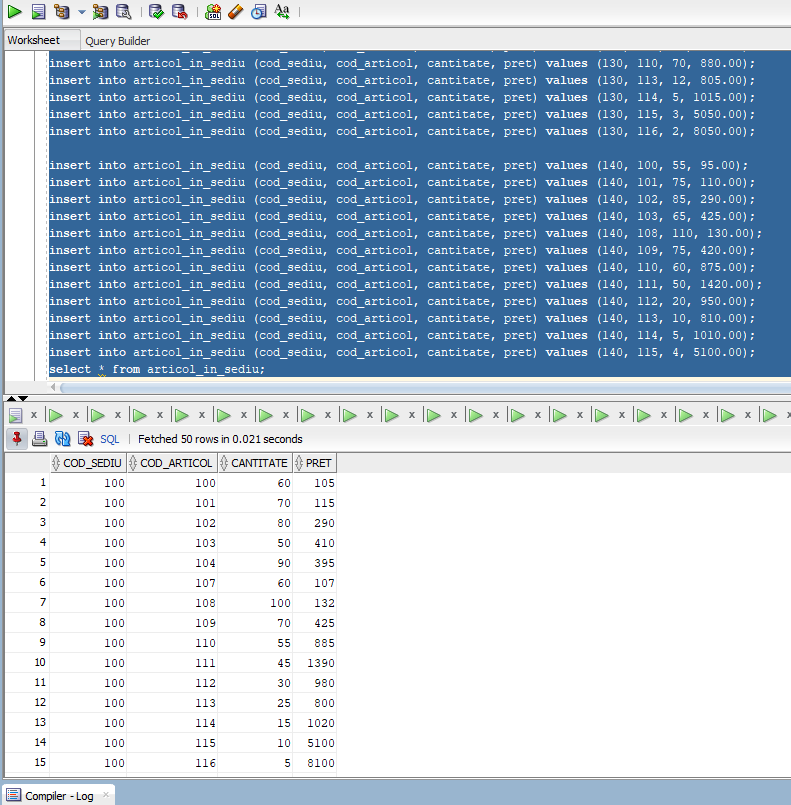 Worksheet Query Builder
insert into articol_in_sediu (cod_sediu, cod_articol, cantitate, pret) values (130, 110, 70, 880.00);
insert into articol_in_sediu (cod_sediu, cod_articol, cantitate, pret) values (130, 113, 12, 805.00);
insert into articol_in_sediu (cod_sediu, cod_articol, cantitate, pret) values (130, 114, 5, 1015.00);
insert into articol_in_sediu (cod_sediu, cod_articol, cantitate, pret) values (130, 115, 3, 5050.00);
insert into articol_in_sediu (cod_sediu, cod_articol, cantitate, pret) values (130, 116, 2, 8050.00);
insert into articol_in_sediu (cod_sediu, cod_articol, cantitate, pret) values (140, 100, 55, 95.00);
insert into articol_in_sediu (cod_sediu, cod_articol, cantitate, pret) values (140, 101, 75, 110.00);
insert into articol_in_sediu (cod_sediu, cod_articol, cantitate, pret) values (140, 102, 85, 290.00);
insert into articol_in_sediu (cod_sediu, cod_articol, cantitate, pret) values (140, 103, 65, 425.00);
insert into articol_in_sediu (cod_sediu, cod_articol, cantitate, pret) values (140, 108, 110, 130.00);
insert into articol_in_sediu (cod_sediu, cod_articol, cantitate, pret) values (140, 109, 75, 420.00);
insert into articol_in_sediu (cod_sediu, cod_articol, cantitate, pret) values (140, 110, 60, 875.00);
insert into articol_in_sediu (cod_sediu, cod_articol, cantitate, pret) values (140, 111, 50, 1420.00);
insert into articol_in_sediu (cod_sediu, cod_articol, cantitate, pret) values (140, 112, 20, 950.00);
insert into articol_in_sediu (cod_sediu, cod_articol, cantitate, pret) values (140, 113, 10, 810.00);
insert into articol_in_sediu (cod_sediu, cod_articol, cantitate, pret) values (140, 114, 5, 1010.00);
insert into articol_in_sediu (cod_sediu, cod_articol, cantitate, pret) values (140, 115, 4, 5100.00);
select * from articol_in_sediu;
SQL | Fetched 50 rows in 0.021 seconds
COD_SEDIU COD_ARTICOL CANTITATE PRET
1 100 100 60 105
2 100 101 70 115
3 100 102 80 290
4 100 103 50 410
5 100 104 90 395
6 100 107 60 107
7 100 108 100 132
8 100 109 70 425
9 100 110 55 885
10 100 111 45 1390
11 100 112 30 980
12 100 113 25 800
13 100 114 15 1020
14 100 115 10 5100
15 100 116 5 8100
Compiler - Log